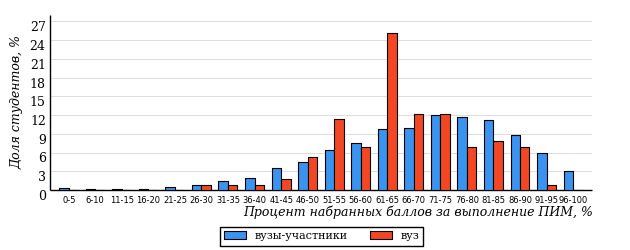 Доля студентов, %
27
24
21
18
15
12
9
6
3
0
0-5 6-10 11-15 16-20 21-25 26-30 31-35 36-40 41-45 46-50 51-55 56-60 61-65 66-70 71-75 76-80 81-85 86-90 91-95 96-100
Процент набранных баллов за выполнение ПИМ, %
вузы-участники вуз